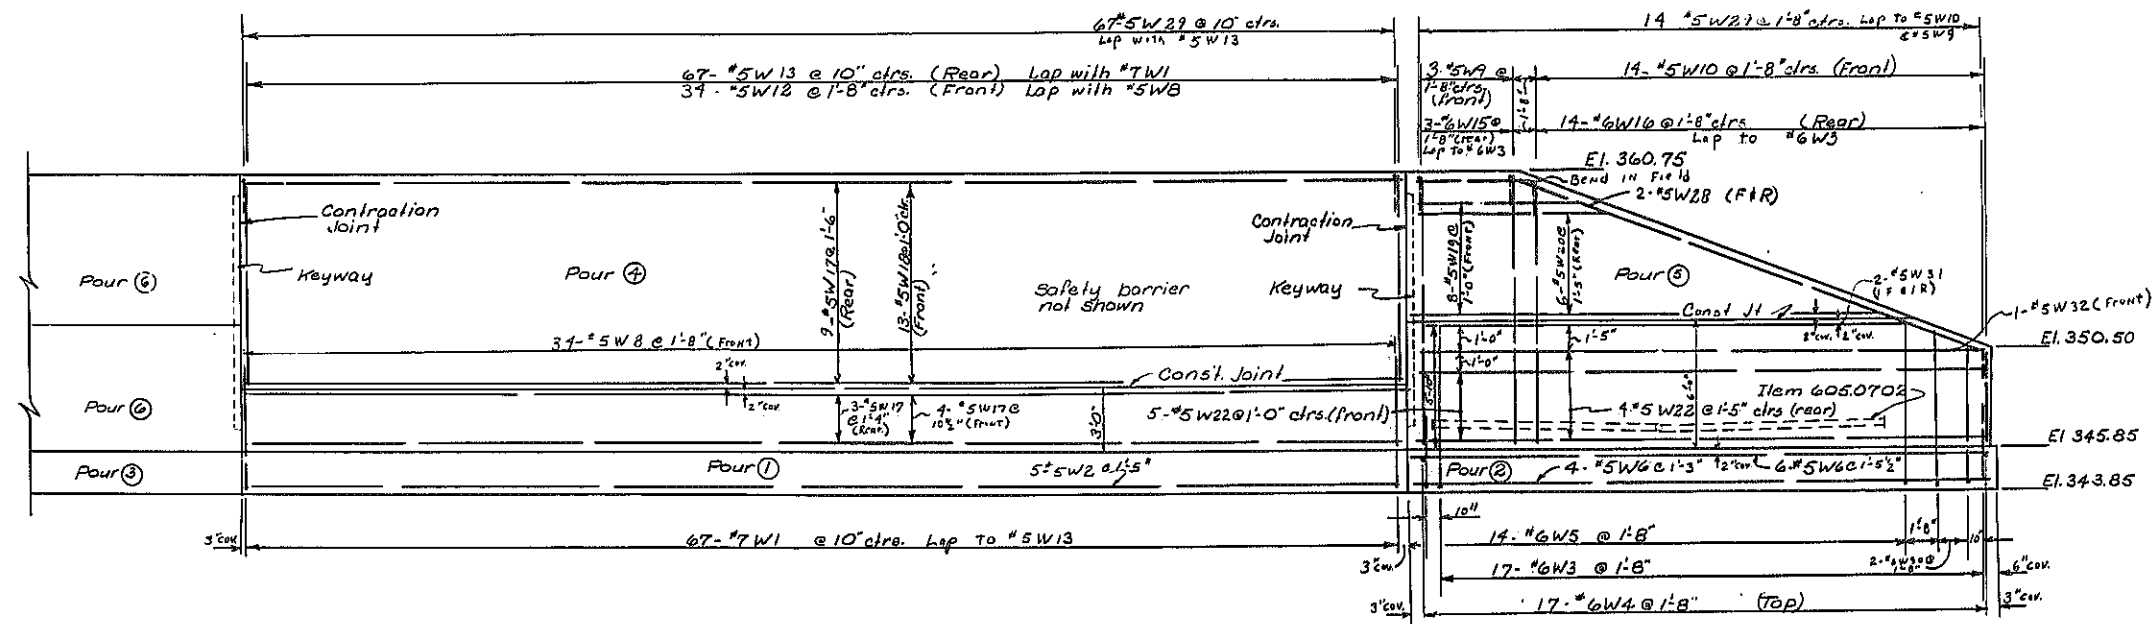 67-#5W29 @ 10" ctrs.
Lap with #5W13
14 #5W29 @ 1'-8" ctrs. Lap to #5W10
& #5W9
67- #5W13 @ 10" ctrs. (Rear) Lap with #7W1
34- #5W12 @ 1'-8" ctrs. (Front) Lap with #5W8
3-#5W9 @
1'-8" ctrs.
(front)
1'-8"
14- #5W10 @ 1'-8" ctrs. (Front)
3-#6W15 @
1'-8" (rear)
Lap to #6W3
14- #6W16 @ 1'-8" ctrs (Rear)
Lap to #6W3
El. 360.75
Bend in Field
2-#5W28 (F&R)
Contraction
Joint
Keyway
Pour 6
Pour 4
9-#5W17 @ 1'-6"
(Rear)
13-#5W18 @ 1'-0" ctr.
(Front)
Safety barrier
not shown
Contraction
Joint
Keyway
8-#5W19 @
1'-0" (Front)
6-#5W20 @
1'-5" (Rear)
Pour 5
2-#5W31
(F & R)
1-#5W32 (Front)
Const Jt
2" cov.
2" cov.
El. 350.50
34-#5W8 @ 1'-8" (Front)
1'-0"
1'-0"
1'-5"
2" cov.
2" cov.
Const. Joint
5'-10"
6'-0"
Item 605.0702
Pour 6
3-#5W17
@ 1'-4"
(Rear)
4-#5W17 @
10½" (Front)
3'-0"
5-#5W22 @ 1'-0" ctrs. (front)
4-#5W22 @ 1'-5" ctrs (rear)
El 345.85
Pour 3
Pour 1
5-#5W2 @ 1'-5"
Pour 2
4-#5W6 @ 1'-3"
2" cov.
6-#5W6 @ 1'-5½"
El. 343.85
3" cov.
67-#7W1 @ 10" ctrs. Lap to #5W13
3" cov.
10"
14-#6W5 @ 1'-8"
1'-8"
10"
17-#6W3 @ 1'-8"
6" cov.
3" cov.
17-#6W4 @ 1'-8" (Top)
3" cov.